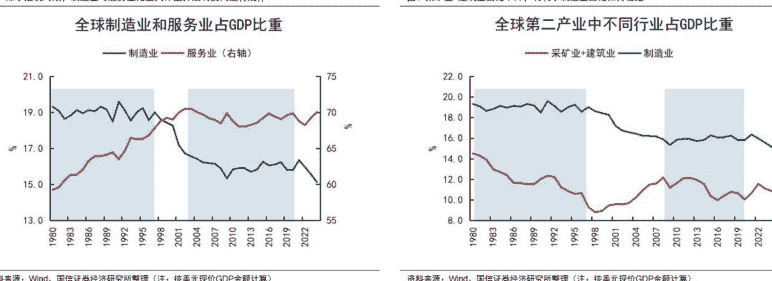 全球制造业和服务业占GDP比重
制造业 服务业（右轴）
21.0 75
19.0 70
% 17.0 65 %
15.0 60
13.0 55
1980 1983 1986 1989 1992 1995 1998 2001 2004 2007 2010 2013 2016 2019 2022
资料来源：Wind，国信证券经济研究所整理（注：按美元现价GDP金额计算）
全球第二产业中不同行业占GDP比重
采矿业+建筑业 制造业
22.0
20.0
18.0
16.0
% 14.0
12.0
10.0
8.0
1980 1983 1986 1989 1992 1995 1998 2001 2004 2007 2010 2013 2016 2019 2022
资料来源：Wind，国信证券经济研究所整理（注：按美元现价GDP金额计算）